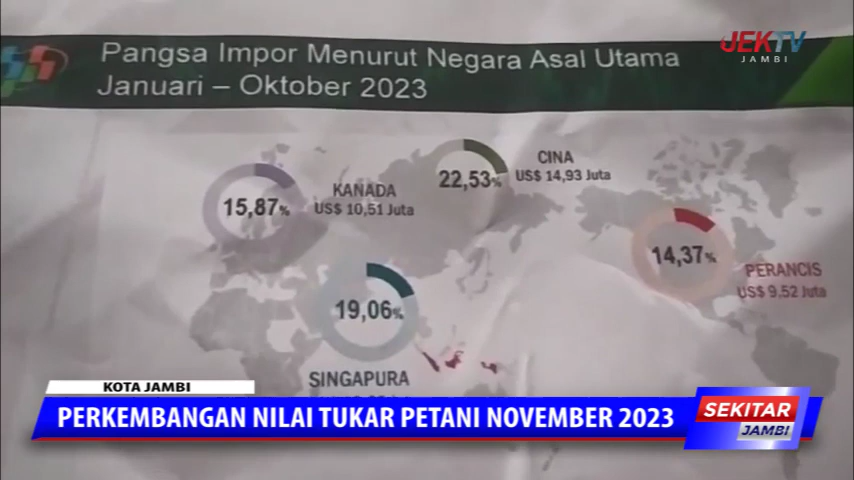 Pangsa Impor Menurut Negara Asal Utama
Januari – Oktober 2023
JEKTV
JAMBI
22,53%
CINA
US$ 14,93 Juta
15,87%
KANADA
US$ 10,51 Juta
14,37%
PERANCIS
US$ 9,52 Juta
19,06%
SINGAPURA
KOTA JAMBI
PERKEMBANGAN NILAI TUKAR PETANI NOVEMBER 2023
SEKITAR
JAMBI